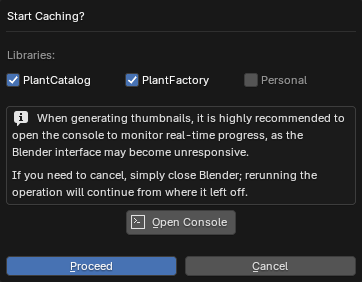 Start Caching?
Libraries:
PlantCatalog PlantFactory Personal
When generating thumbnails, it is highly recommended to
open the console to monitor real-time progress, as the
Blender interface may become unresponsive.
If you need to cancel, simply close Blender; rerunning the
operation will continue from where it left off.
Open Console
Proceed Cancel